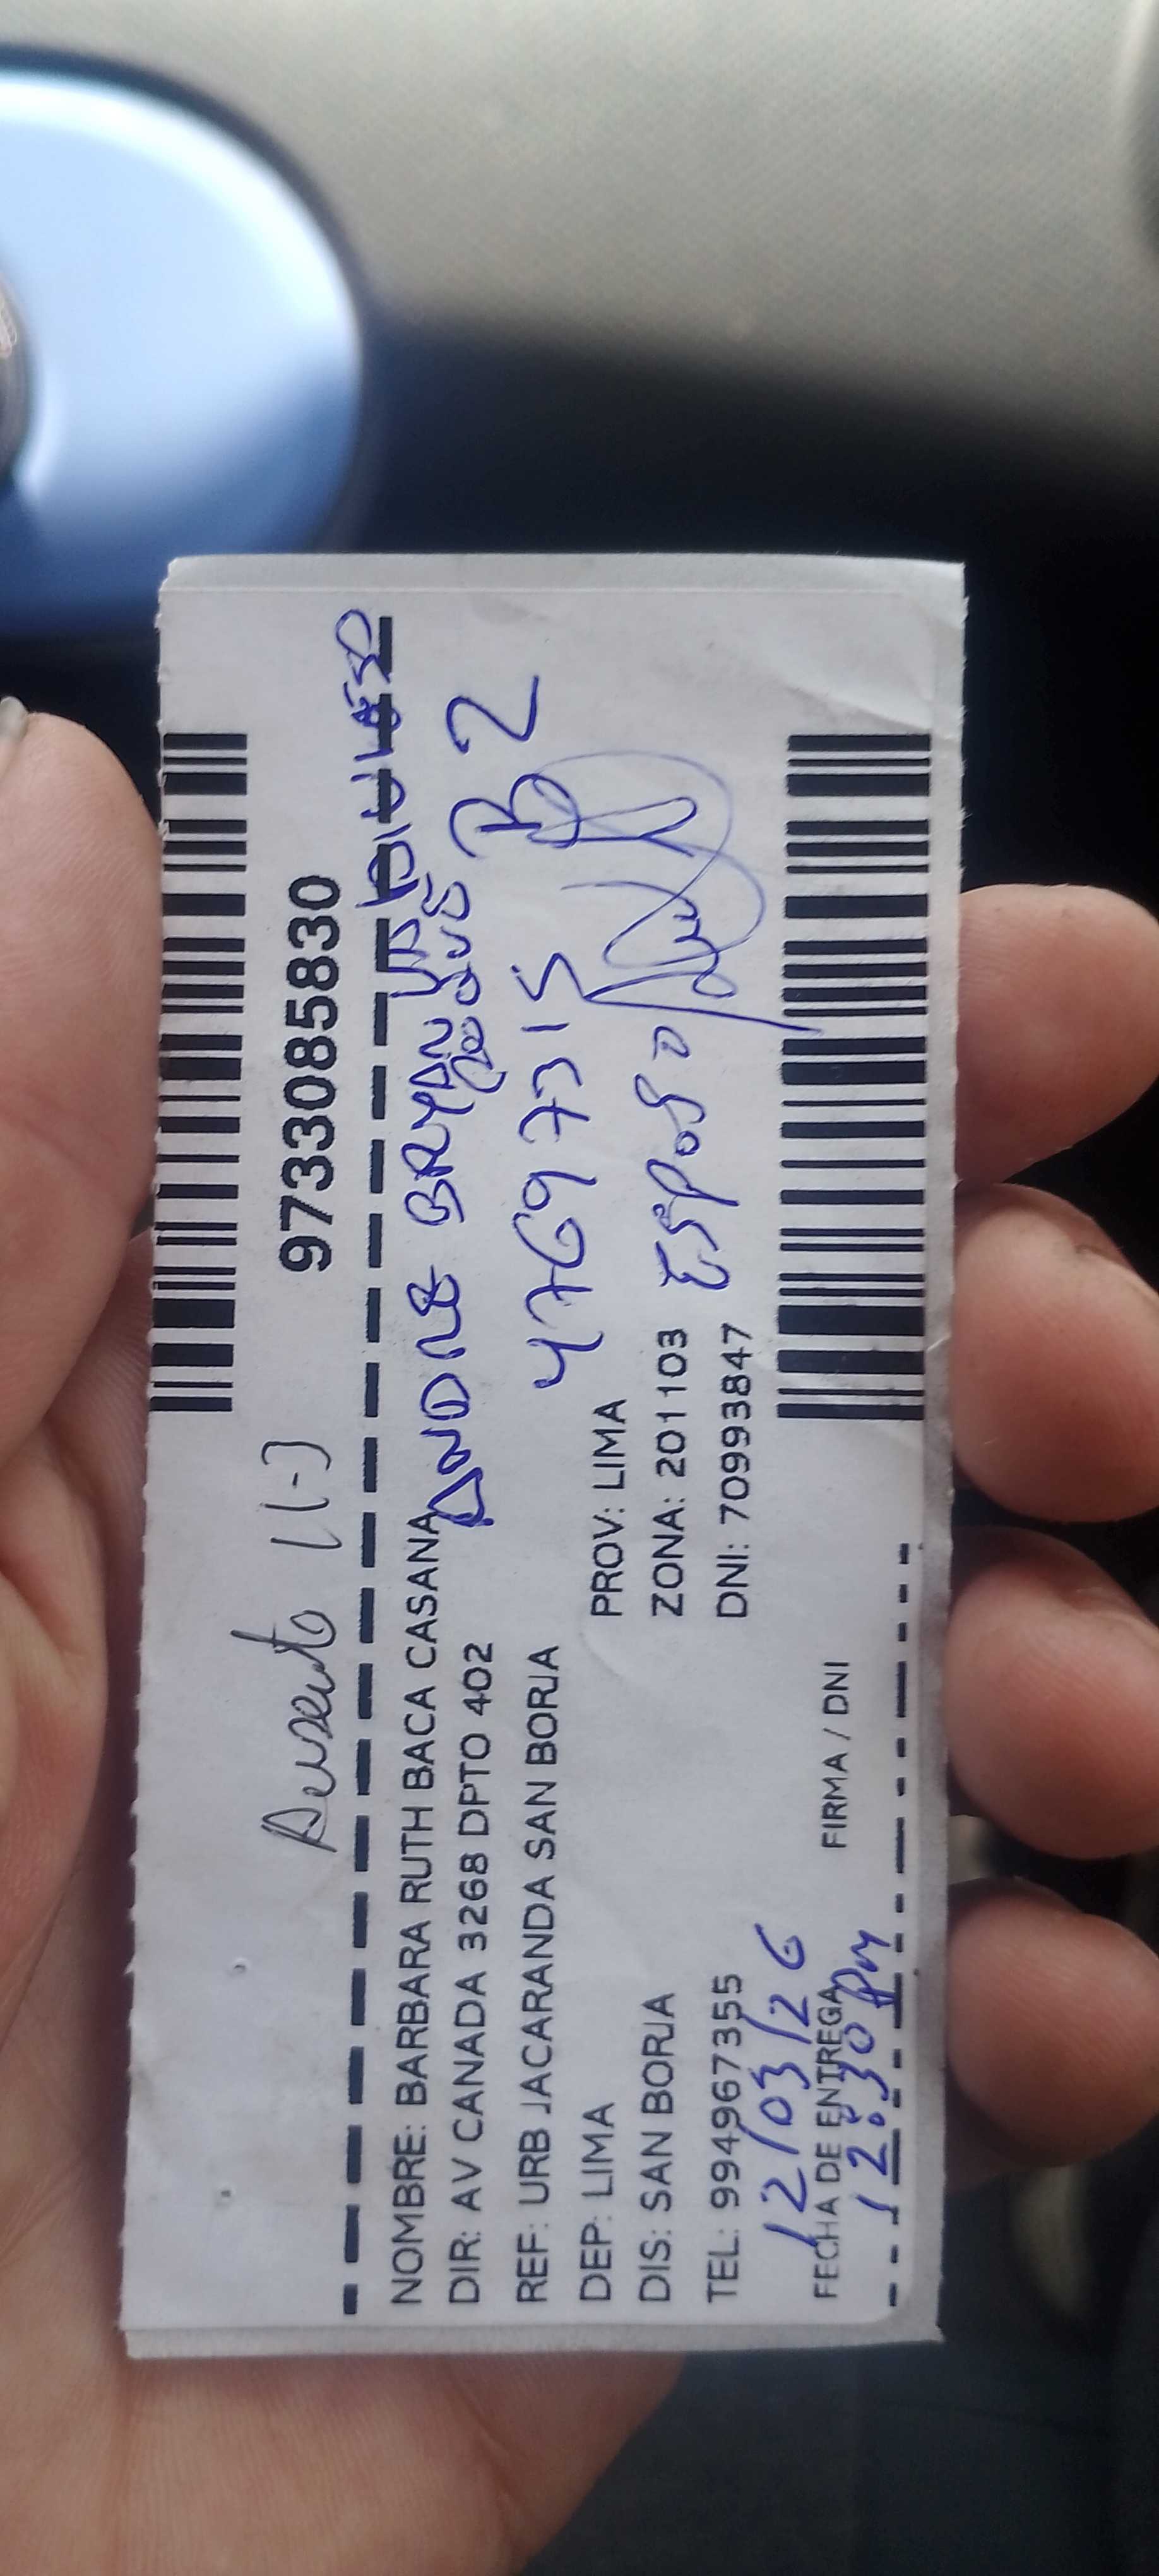 Ausente (-)
9733085830
NOMBRE: BARBARA RUTH BACA CASANA
DIR: AV CANADA 3268 DPTO 402
REF: URB JACARANDA SAN BORJA
DEP: LIMA
PROV: LIMA
DIS: SAN BORJA
ZONA: 201103
TEL: 994967355
DNI: 70993847
Esposo
12/03/26
FECHA DE ENTREGA
FIRMA / DNI
12:30 PM